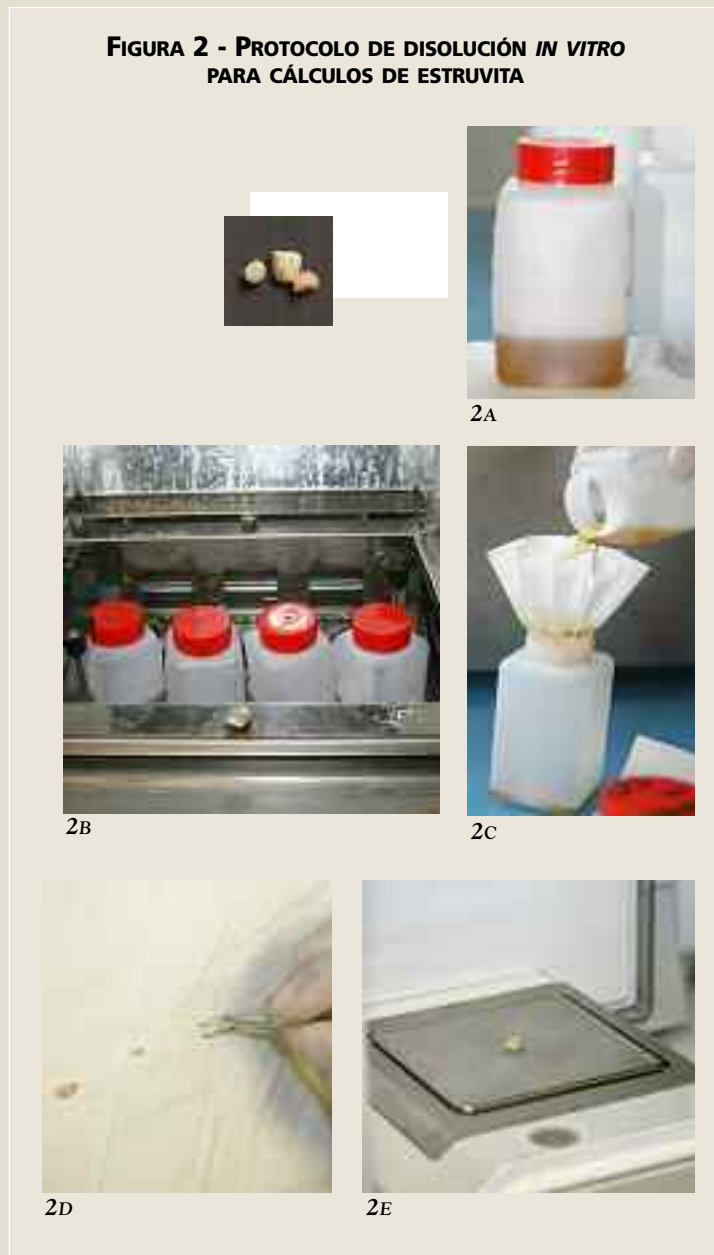 FIGURA 2 - PROTOCOLO DE DISOLUCIÓN IN VITRO
PARA CÁLCULOS DE ESTRUVITA
2A
2B
2C
2D
2E